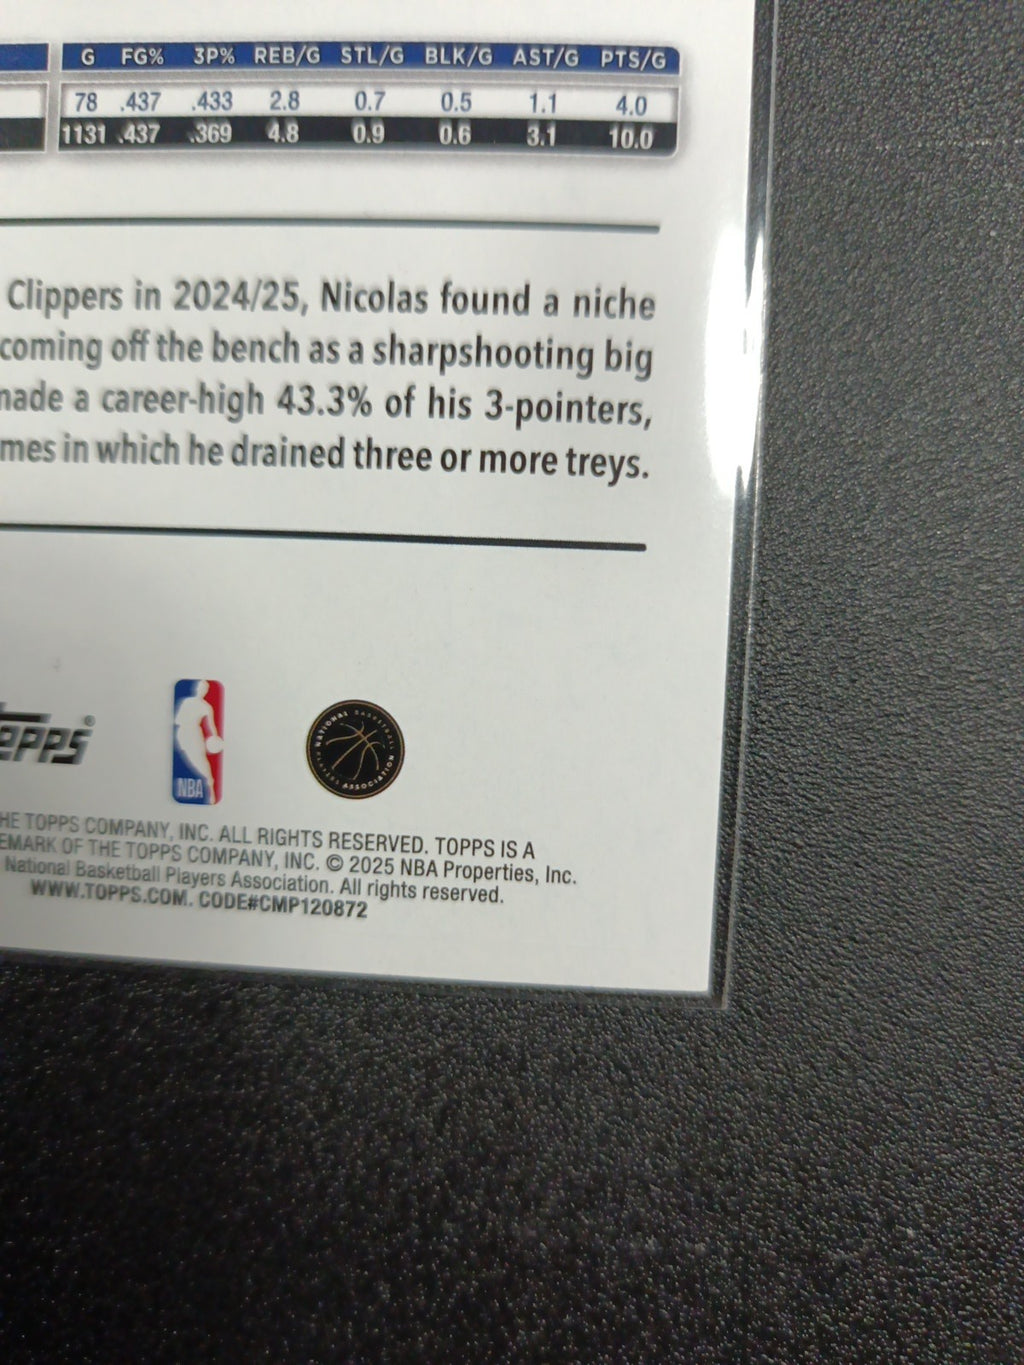 G FG% 3P% REB/G STL/G BLK/G AST/G PTS/G
78 .437 .433 2.8 0.7 0.5 1.1 4.0
1131 .437 .369 4.8 0.9 0.6 3.1 10.0
Clippers in 2024/25, Nicolas found a niche
coming off the bench as a sharpshooting big
made a career-high 43.3% of his 3-pointers,
mes in which he drained three or more treys.
Topps®
NBA
NATIONAL BASKETBALL PLAYERS ASSOCIATION
HE TOPPS COMPANY, INC. ALL RIGHTS RESERVED. TOPPS IS A
EMARK OF THE TOPPS COMPANY, INC. © 2025 NBA Properties, Inc.
National Basketball Players Association. All rights reserved.
WWW.TOPPS.COM. CODE#CMP120872